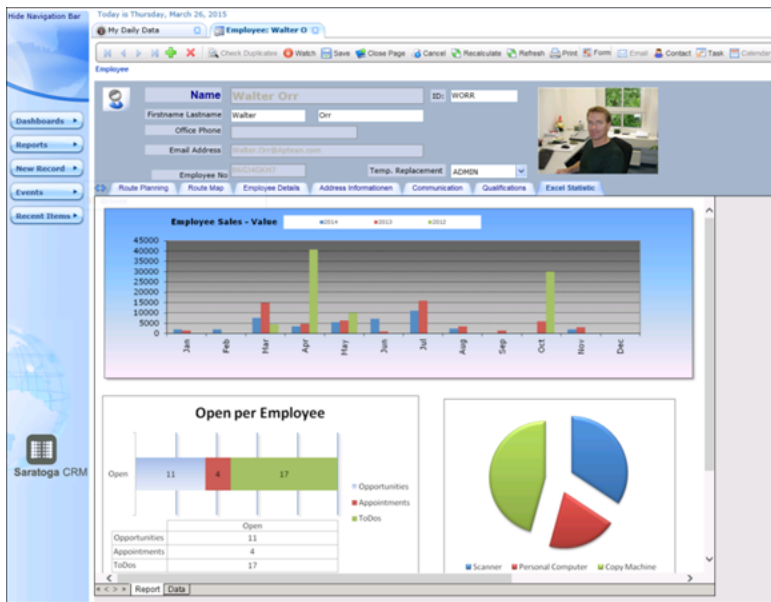 Hide Navigation Bar
Today is Thursday, March 26, 2015
My Daily Data
Employee: Walter O
Check Duplicates Watch Save Close Page Cancel Recalculate Refresh Print Form Email Contact Task Calendar
Employee
Name Walter Orr ID: WORR
Firstname Lastname Walter Orr
Office Phone
Email Address
Employee No Temp. Replacement ADMIN
Route Planning Route Map Employee Details Address Informationen Communication Qualifications Excel Statistic
Dashboards
Reports
New Record
Events
Recent Items
Saratoga CRM
Employee Sales - Value 2014 2013 2012
45000
40000
35000
30000
25000
20000
15000
10000
5000
0
Jan Feb Mar Apr May Jun Jul Aug Sep Oct Nov Dec
Open per Employee
Open 11 4 17
Opportunities
Appointments
ToDos
Open
Opportunities 11
Appointments 4
ToDos 17
Scanner Personal Computer Copy Machine
Report Data